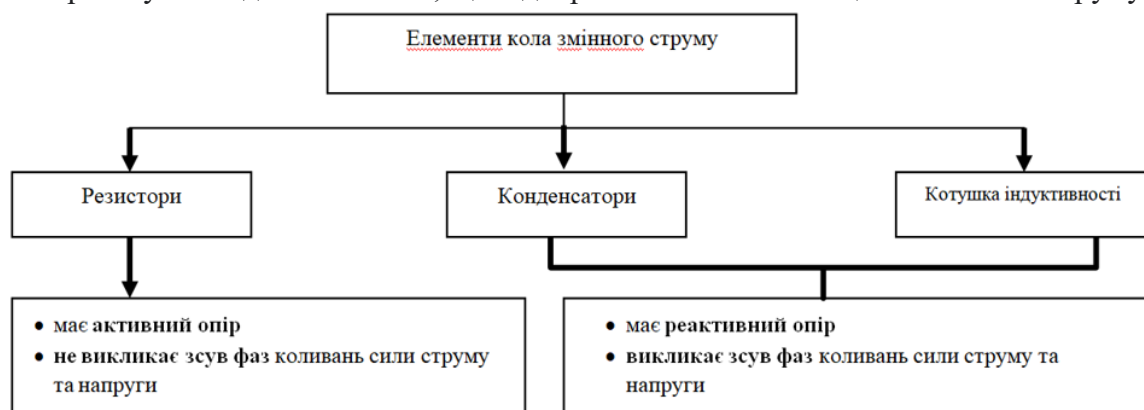 Елементи кола змінного струму
Резистори
Конденсатори
Котушка індуктивності
• має активний опір
• не викликає зсув фаз коливань сили струму
та напруги
• має реактивний опір
• викликає зсув фаз коливань сили струму та
напруги